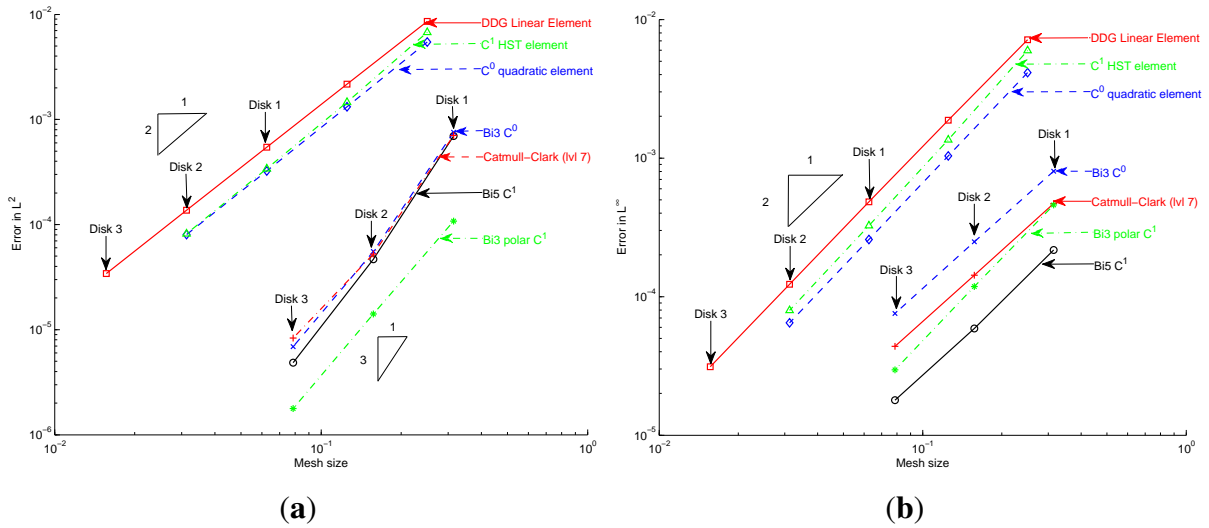 10^-2
10^-3
10^-4
10^-5
10^-6
Error in L^2
10^-2
10^-1
10^0
Mesh size
DDG Linear Element
C^1 HST element
C^0 quadratic element
1
2
Disk 1
Disk 2
Disk 3
Disk 1
Bi3 C^0
Catmull-Clark (lvl 7)
Bi5 C^1
Disk 2
Bi3 polar C^1
Disk 3
1
3
(a)
10^-2
10^-3
10^-4
10^-5
Error in L^∞
10^-2
10^-1
10^0
Mesh size
DDG Linear Element
C^1 HST element
C^0 quadratic element
1
2
Disk 1
Disk 2
Disk 3
Disk 1
Bi3 C^0
Disk 2
Catmull-Clark (lvl 7)
Bi3 polar C^1
Bi5 C^1
Disk 3
(b)